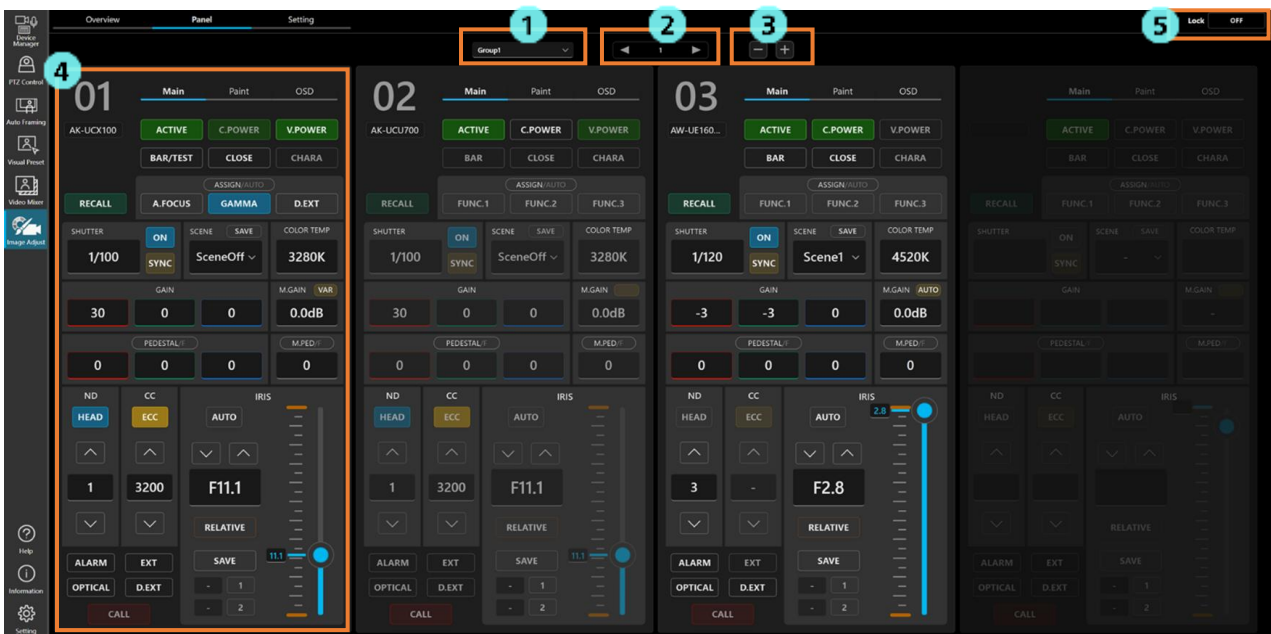 Overview Panel Setting
Lock OFF
1 2 3 4 5
Group1
1
Device Manager
PTZ Control
Auto Framing
Visual Preset
Video Mixer
Image Adjust
Help
Information
Setting
01 Main Paint OSD
AK-UCX100 ACTIVE C.POWER V.POWER
BAR/TEST CLOSE CHARA
ASSIGN/AUTO
RECALL A.FOCUS GAMMA D.EXT
SHUTTER ON SCENE SAVE COLOR TEMP
1/100 SYNC SceneOff 3280K
GAIN M.GAIN VAR
30 0 0 0.0dB
PEDESTAL/F M.PED/F
0 0 0 0
ND CC IRIS
HEAD ECC AUTO
1 3200 F11.1
RELATIVE
11.1
ALARM EXT SAVE
OPTICAL D.EXT - 1
CALL - 2
02 Main Paint OSD
AK-UCU700 ACTIVE C.POWER V.POWER
BAR CLOSE CHARA
ASSIGN/AUTO
RECALL FUNC.1 FUNC.2 FUNC.3
SHUTTER ON SCENE SAVE COLOR TEMP
1/100 SYNC SceneOff 3280K
GAIN M.GAIN
30 0 0 0.0dB
PEDESTAL/F M.PED/F
0 0 0 0
ND CC IRIS
HEAD ECC AUTO
1 3200 F11.1
RELATIVE
11.1
ALARM EXT SAVE
OPTICAL D.EXT - 1
CALL - 2
03 Main Paint OSD
AW-UE160... ACTIVE C.POWER V.POWER
BAR CLOSE CHARA
ASSIGN/AUTO
RECALL FUNC.1 FUNC.2 FUNC.3
SHUTTER ON SCENE SAVE COLOR TEMP
1/120 SYNC Scene1 4520K
GAIN M.GAIN AUTO
-3 -3 0 0.0dB
PEDESTAL/F M.PED/F
0 0 0 0
ND CC IRIS
2.8
HEAD ECC AUTO
3 - F2.8
RELATIVE
ALARM EXT SAVE
OPTICAL D.EXT - 1
CALL - 2
Main Paint OSD
ACTIVE C.POWER V.POWER
BAR CLOSE CHARA
ASSIGN/AUTO
RECALL FUNC.1 FUNC.2 FUNC.3
SHUTTER ON SCENE SAVE COLOR TEMP
SYNC -
GAIN M.GAIN
-
PEDESTAL/F M.PED/F
ND CC IRIS
HEAD ECC AUTO
RELATIVE
ALARM EXT SAVE
OPTICAL D.EXT - 1
CALL - 2